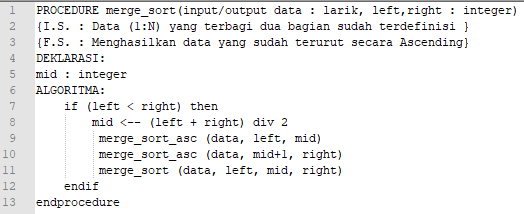 1 PROCEDURE merge_sort(input/output data : larik, left,right : integer)
2 {I.S. : Data (1:N) yang terbagi dua bagian sudah terdefinisi }
3 {F.S. : Menghasilkan data yang sudah terurut secara Ascending}
4 DEKLARASI:
5 mid : integer
6 ALGORITMA:
7 if (left < right) then
8 mid <-- (left + right) div 2
9 merge_sort_asc (data, left, mid)
10 merge_sort_asc (data, mid+1, right)
11 merge_sort (data, left, mid, right)
12 endif
13 endprocedure